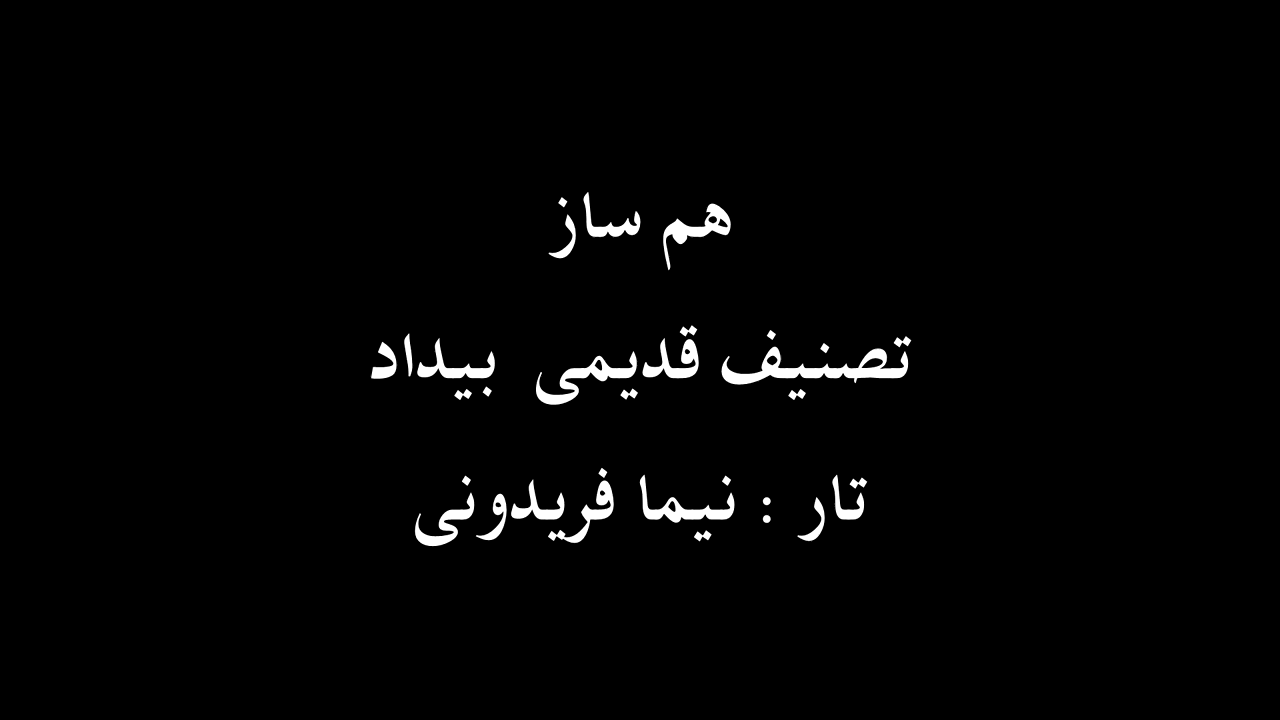 هم ساز
تصنیف قدیمی بیداد
تار : نیما فریدونی